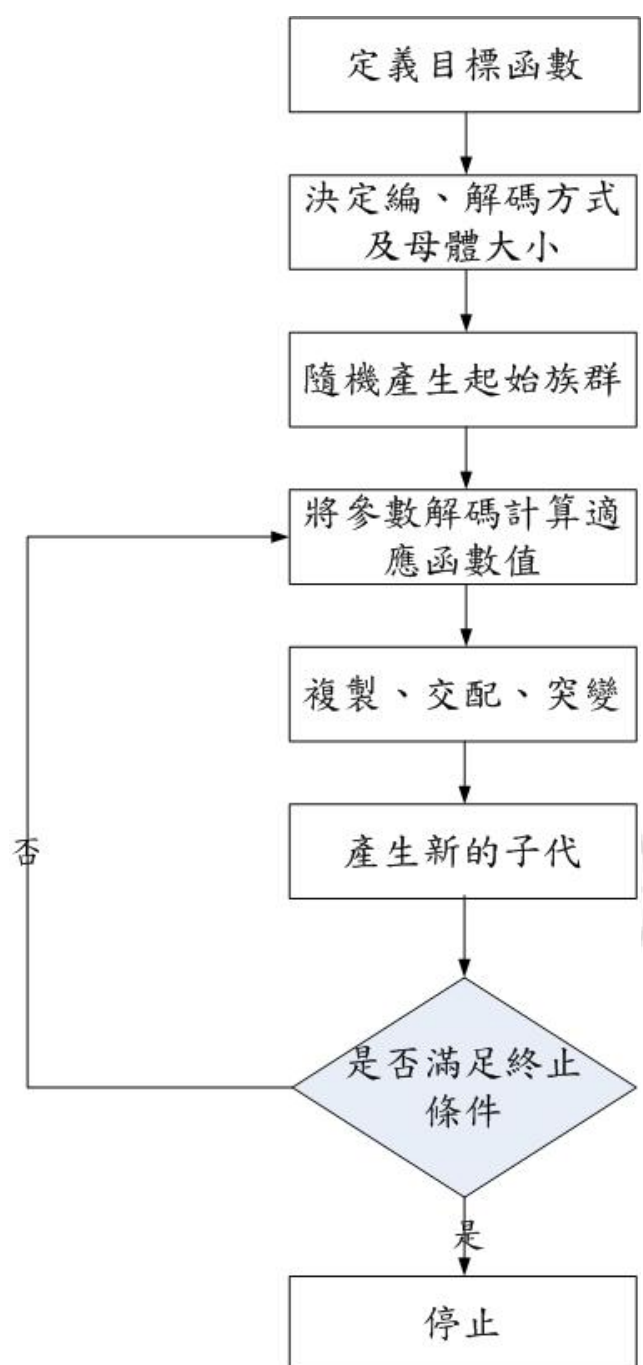 定義目標函數
決定編、解碼方式
及母體大小
隨機產生起始族群
將參數解碼計算適
應函數值
複製、交配、突變
產生新的子代
否
是否滿足終止
條件
是
停止